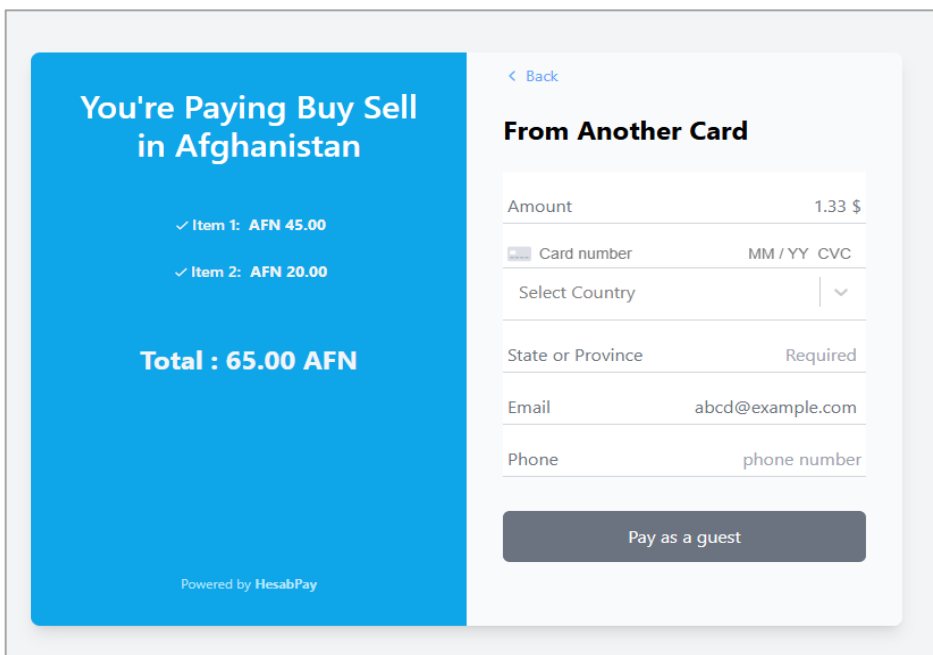 You're Paying Buy Sell
in Afghanistan
✓ Item 1: AFN 45.00
✓ Item 2: AFN 20.00
Total : 65.00 AFN
Powered by HesabPay
< Back
From Another Card
Amount 1.33 $
Card number MM / YY CVC
Select Country
State or Province Required
Email abcd@example.com
Phone phone number
Pay as a guest